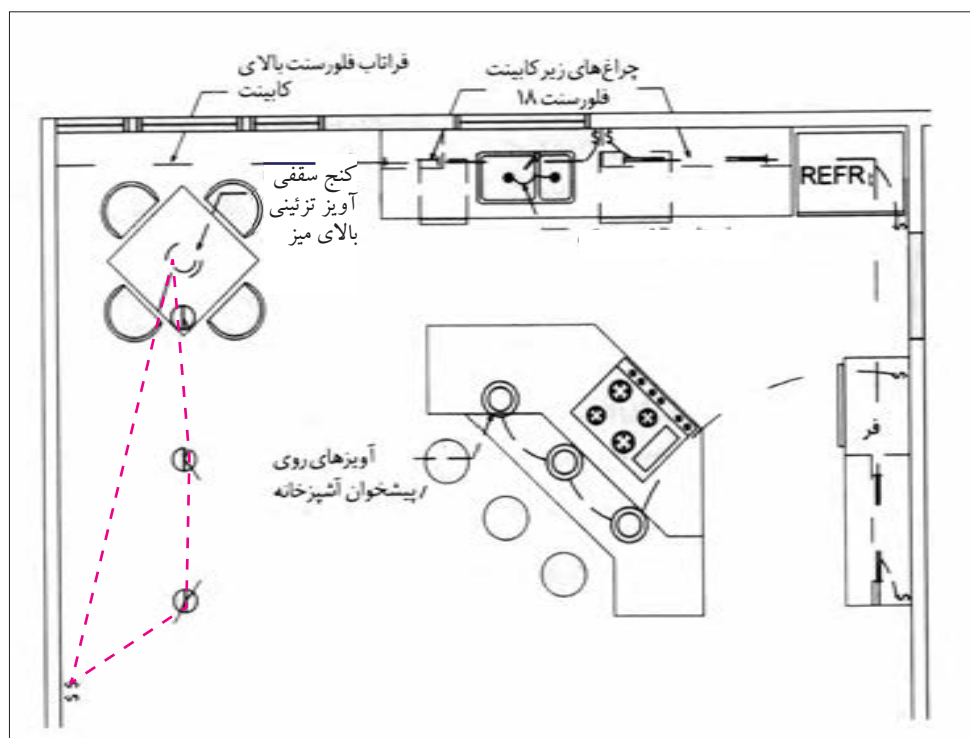 فراتاب فلورسنت بالای
کابینت
چراغ‌های زیر کابینت
فلورسنت ۱۸
کنج سقفی
آویز تزئینی
بالای میز
REFR.
فر
آویزهای روی
پیشخوان آشپزخانه